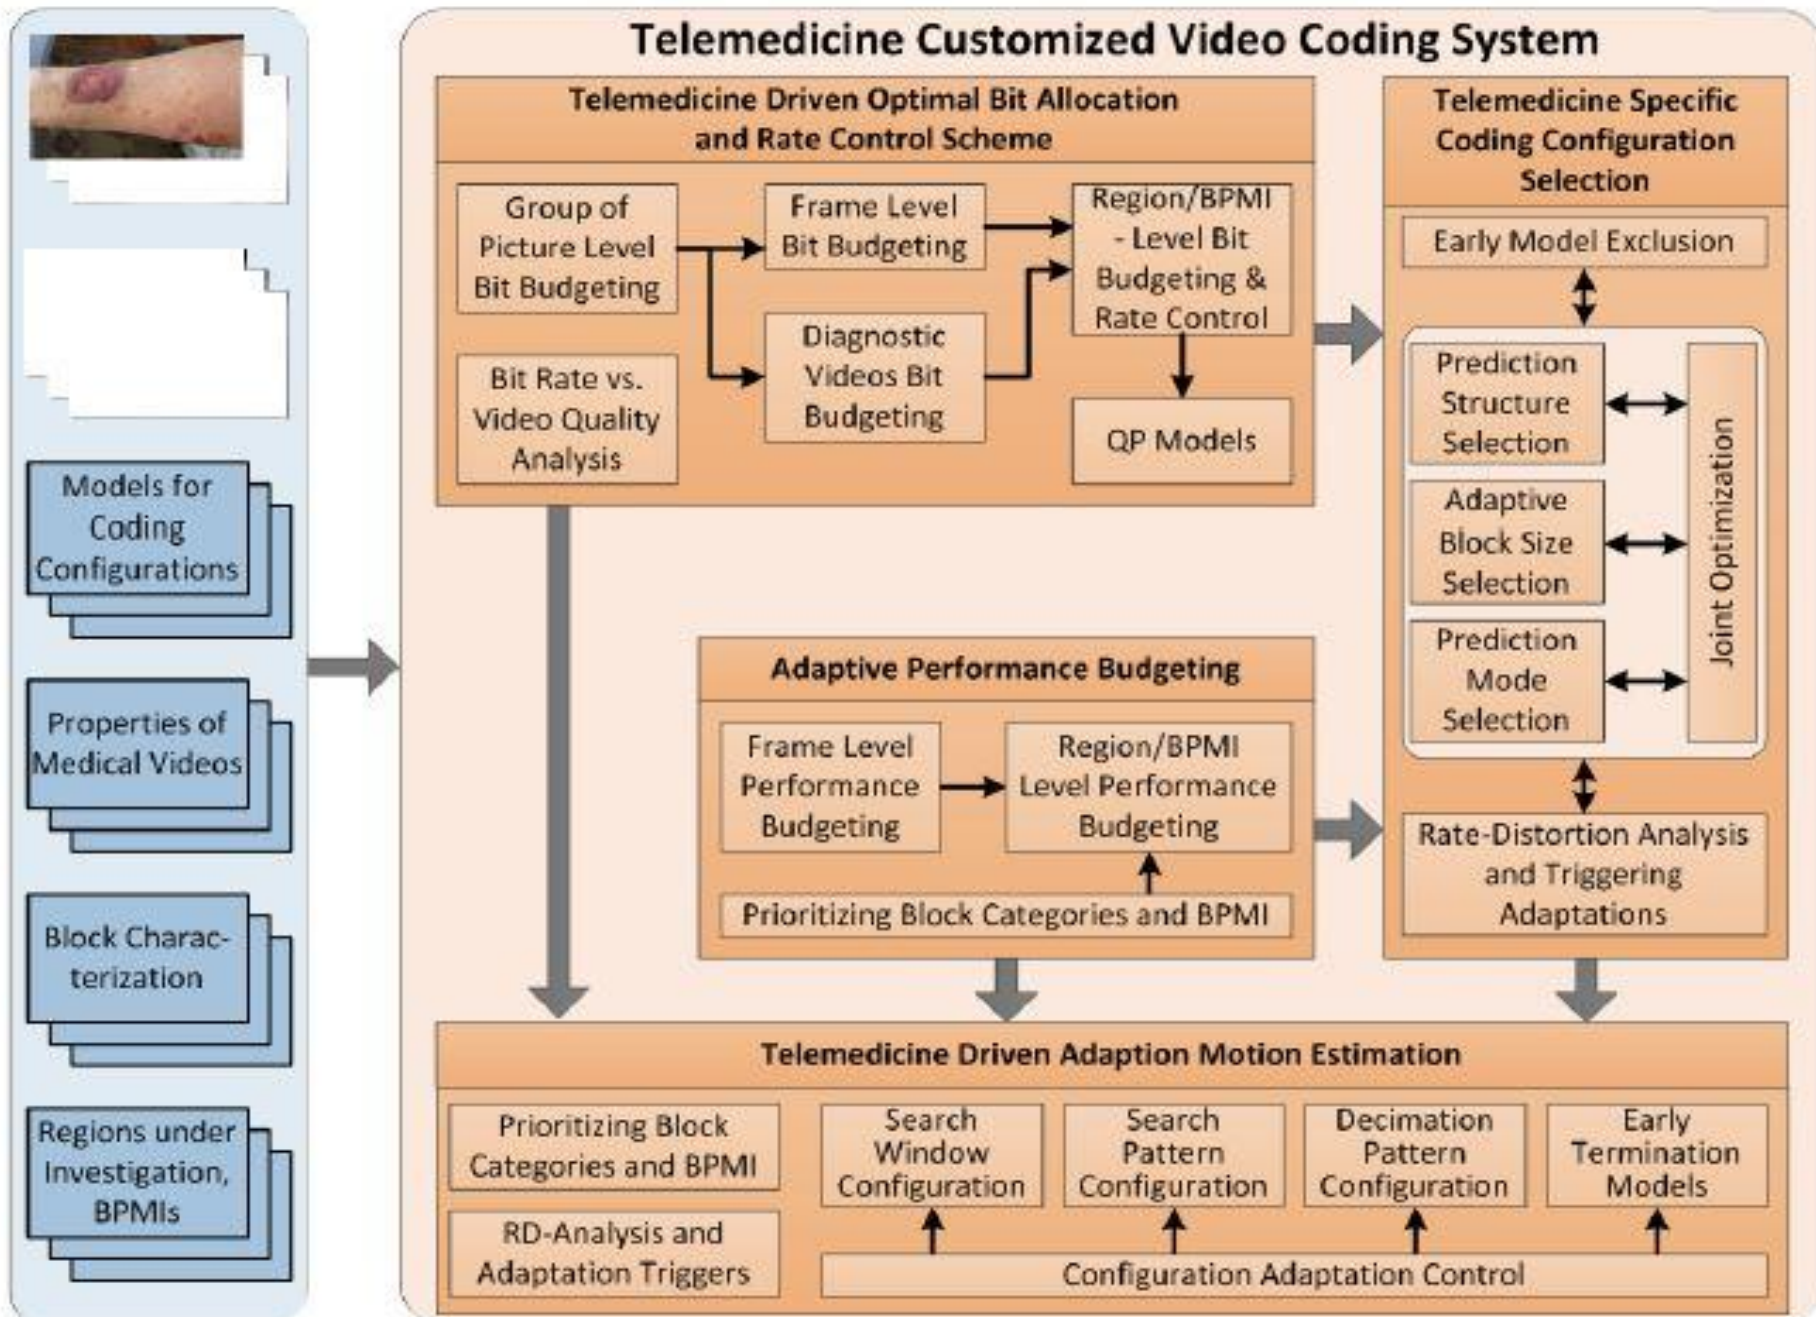 Telemedicine Customized Video Coding System
Models for
Coding
Configurations
Properties of
Medical Videos
Block Charac-
terization
Regions under
Investigation,
BPMIs
Telemedicine Driven Optimal Bit Allocation
and Rate Control Scheme
Group of
Picture Level
Bit Budgeting
Frame Level
Bit Budgeting
Region/BPMI
- Level Bit
Budgeting &
Rate Control
Bit Rate vs.
Video Quality
Analysis
Diagnostic
Videos Bit
Budgeting
QP Models
Telemedicine Specific
Coding Configuration
Selection
Early Model Exclusion
Prediction
Structure
Selection
Adaptive
Block Size
Selection
Prediction
Mode
Selection
Joint Optimization
Rate-Distortion Analysis
and Triggering
Adaptations
Adaptive Performance Budgeting
Frame Level
Performance
Budgeting
Region/BPMI
Level Performance
Budgeting
Prioritizing Block Categories and BPMI
Telemedicine Driven Adaption Motion Estimation
Prioritizing Block
Categories and BPMI
RD-Analysis and
Adaptation Triggers
Search
Window
Configuration
Search
Pattern
Configuration
Decimation
Pattern
Configuration
Early
Termination
Models
Configuration Adaptation Control